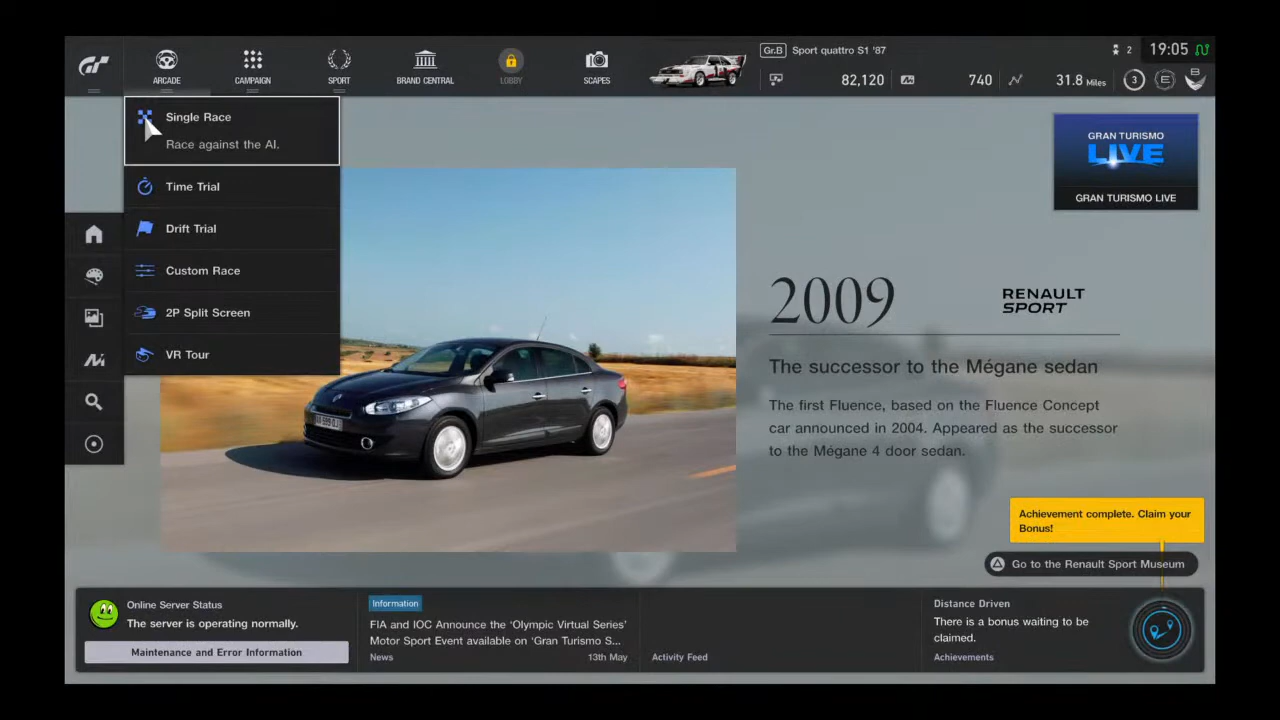 GT
ARCADE
CAMPAIGN
SPORT
BRAND CENTRAL
LOBBY
SCAPES
Gr.B Sport quattro S1 '87
2 19:05
82,120 740 31.8 Miles 3 E B
Single Race
Race against the AI.
Time Trial
Drift Trial
Custom Race
2P Split Screen
VR Tour
GRAN TURISMO
LIVE
GRAN TURISMO LIVE
2009
RENAULT
SPORT
The successor to the Mégane sedan
The first Fluence, based on the Fluence Concept
car announced in 2004. Appeared as the successor
to the Mégane 4 door sedan.
Achievement complete. Claim your
Bonus!
Go to the Renault Sport Museum
Online Server Status
The server is operating normally.
Maintenance and Error Information
Information
FIA and IOC Announce the 'Olympic Virtual Series'
Motor Sport Event available on 'Gran Turismo S...
News 13th May
Activity Feed
Distance Driven
There is a bonus waiting to be
claimed.
Achievements